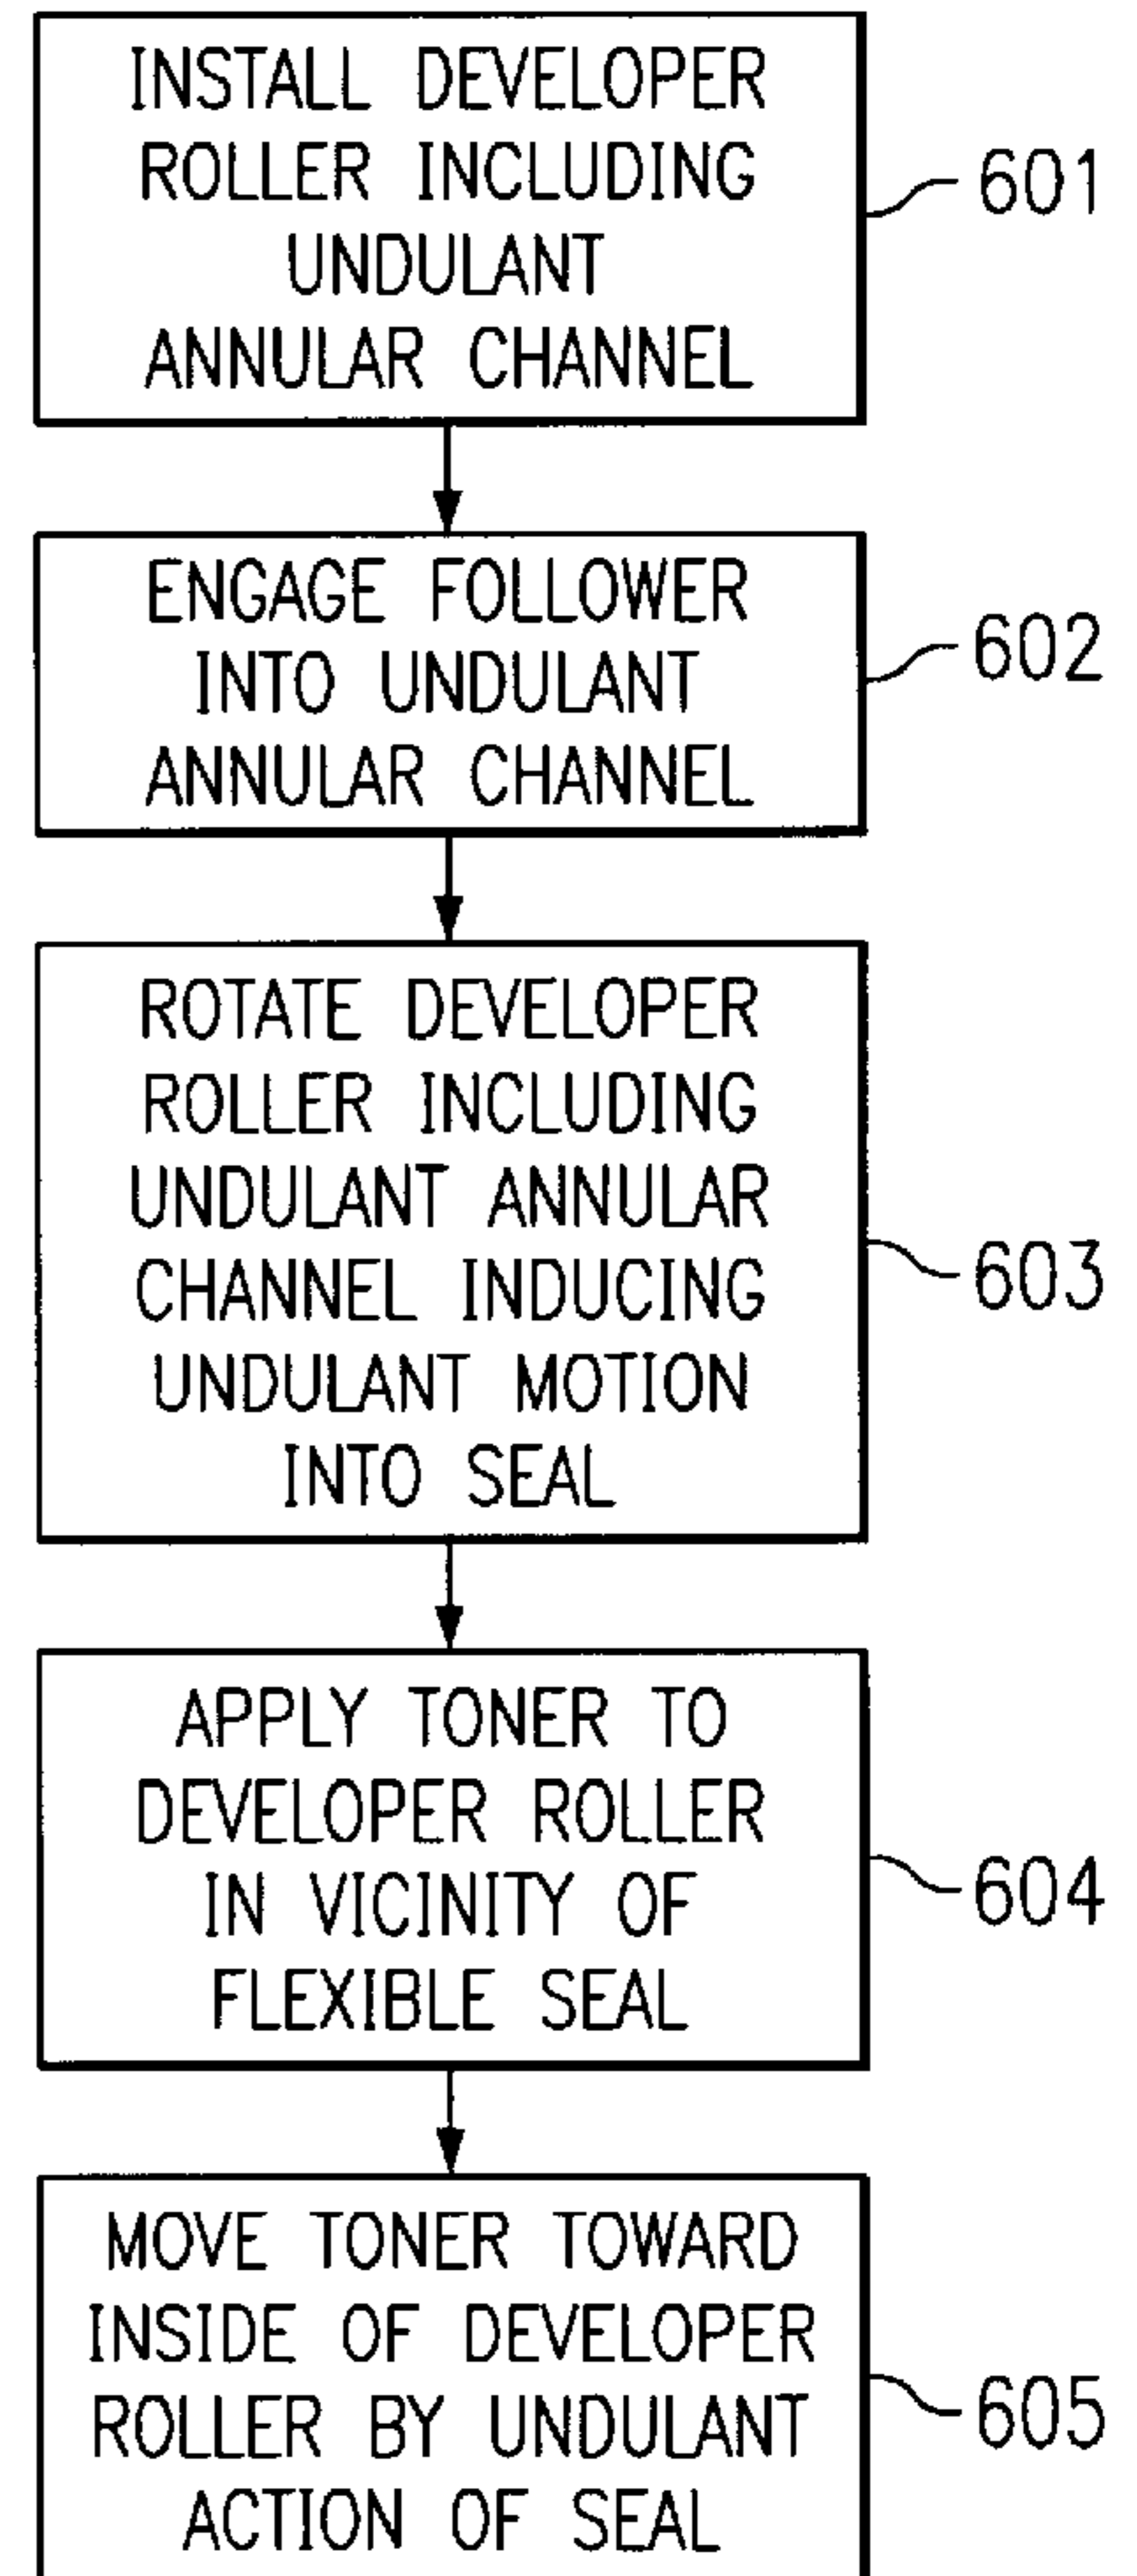 INSTALL DEVELOPER
ROLLER INCLUDING
UNDULANT
ANNULAR CHANNEL
601
ENGAGE FOLLOWER
INTO UNDULANT
ANNULAR CHANNEL
602
ROTATE DEVELOPER
ROLLER INCLUDING
UNDULANT ANNULAR
CHANNEL INDUCING
UNDULANT MOTION
INTO SEAL
603
APPLY TONER TO
DEVELOPER ROLLER
IN VICINITY OF
FLEXIBLE SEAL
604
MOVE TONER TOWARD
INSIDE OF DEVELOPER
ROLLER BY UNDULANT
ACTION OF SEAL
605